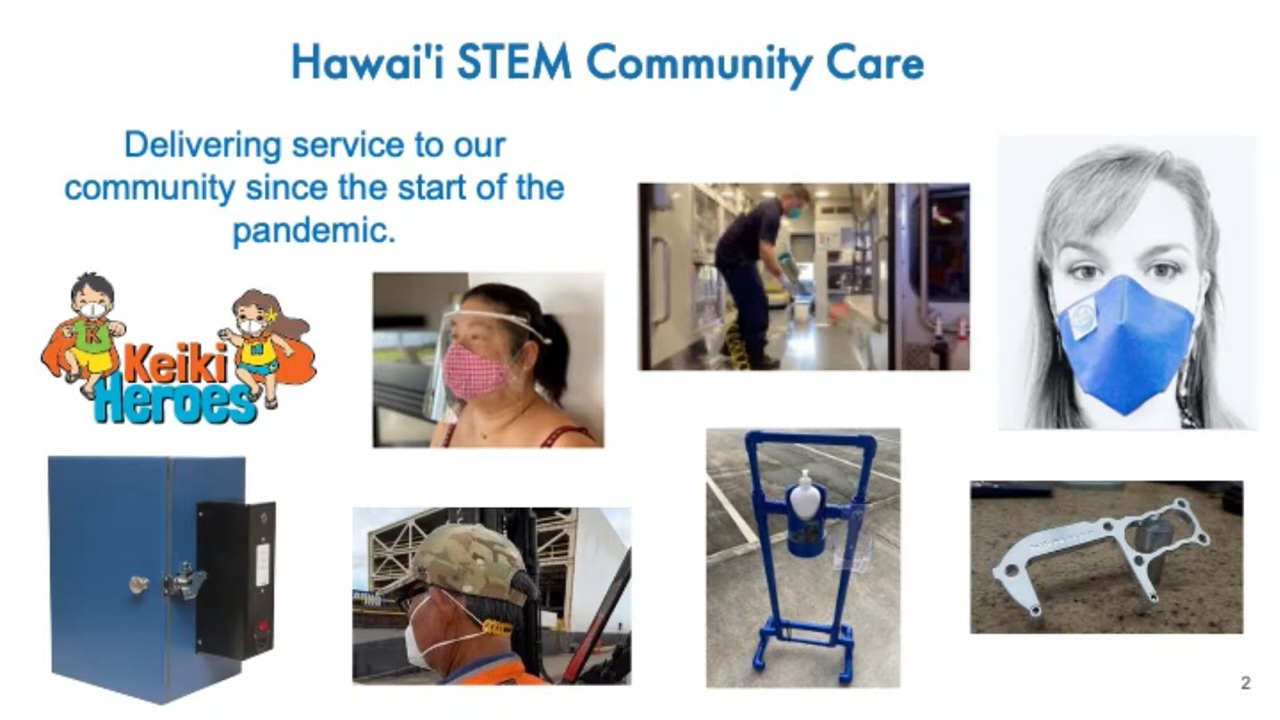 Hawai'i STEM Community Care
Delivering service to our
community since the start of the
pandemic.
K
Keiki
Heroes
2